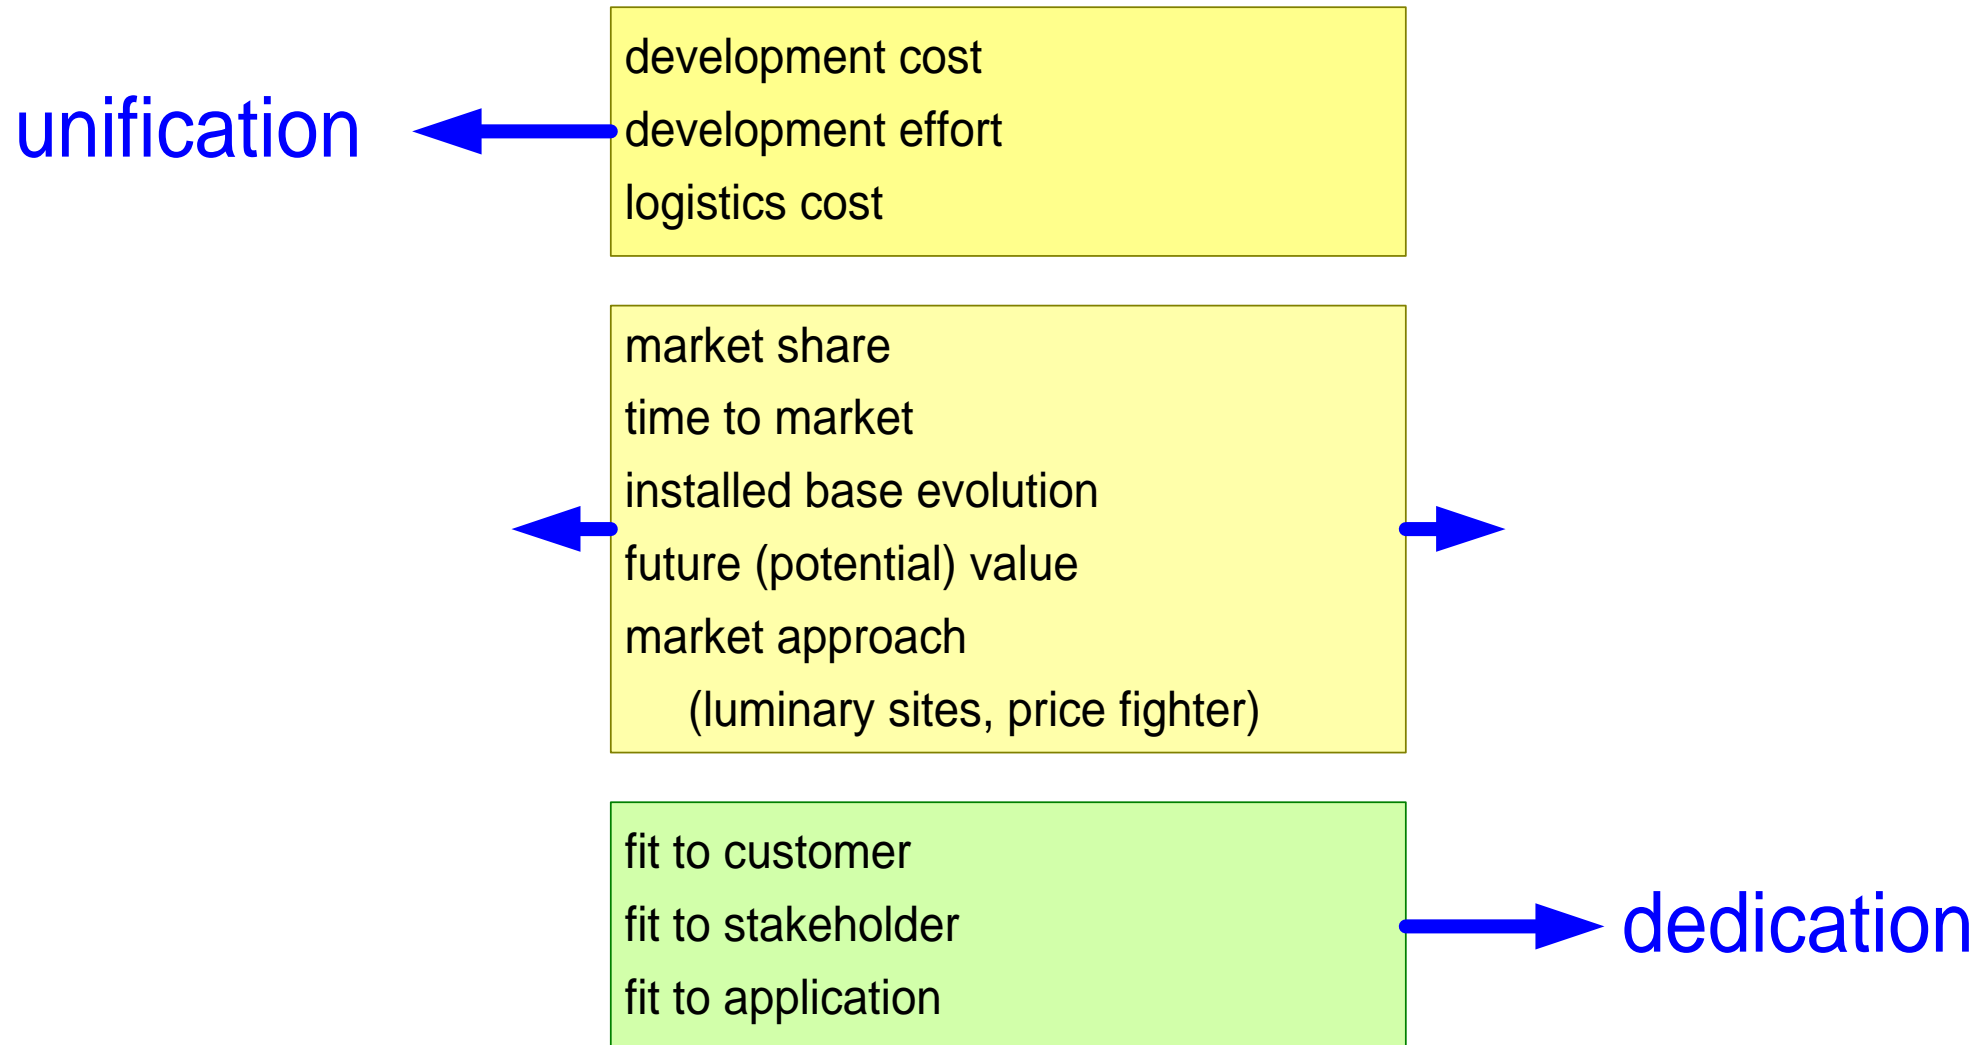 development cost
unification
development effort
logistics cost
market share
time to market
installed base evolution
future (potential) value
market approach
(luminary sites, price fighter)
fit to customer
fit to stakeholder
dedication
fit to application